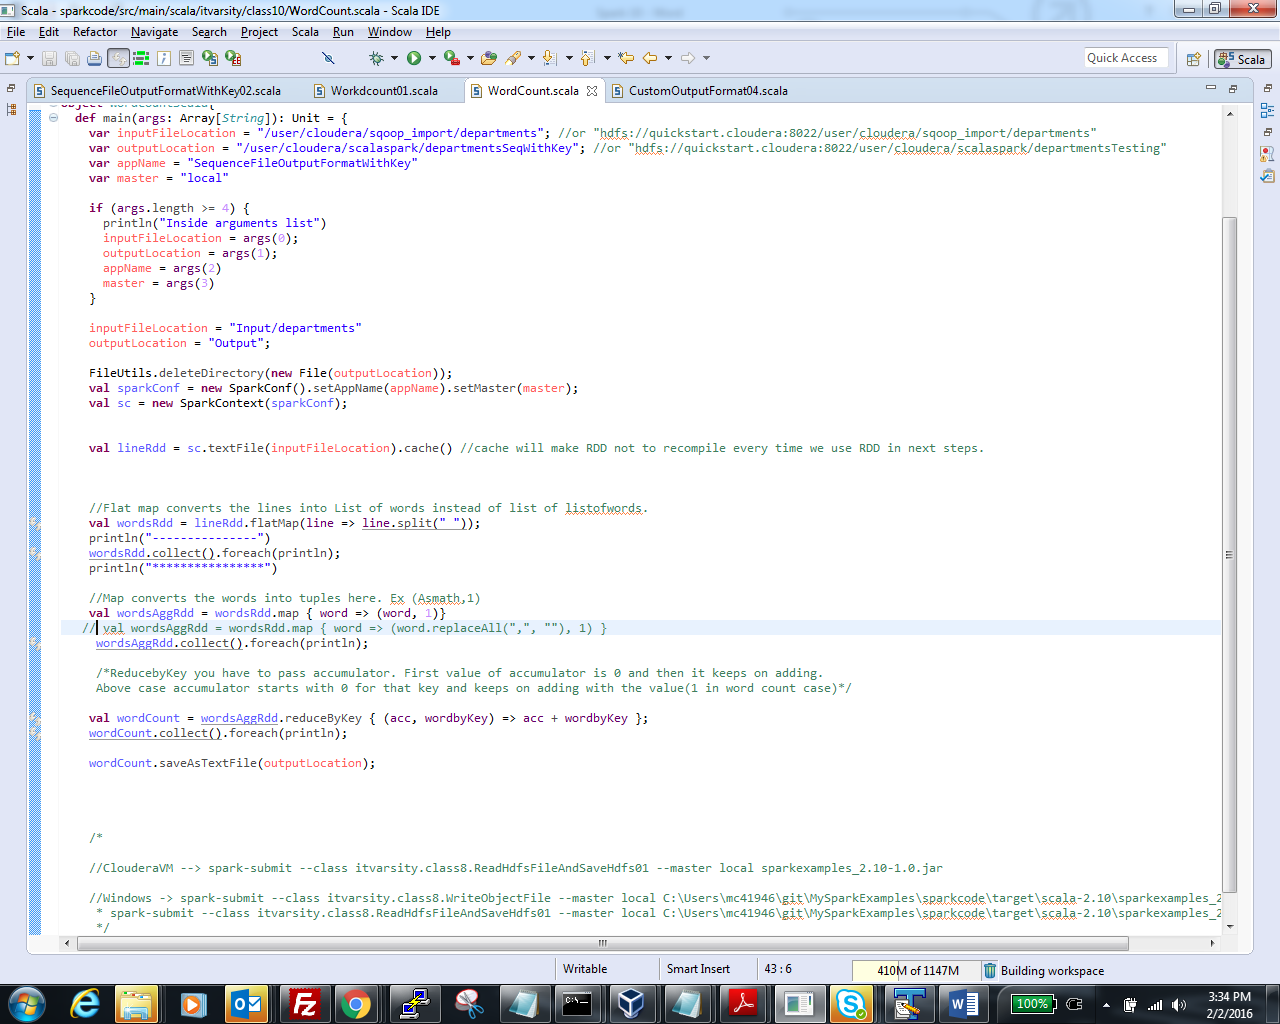 Scala - sparkcode/src/main/scala/itvarsity/class10/WordCount.scala - Scala IDE
File Edit Refactor Navigate Search Project Scala Run Window Help
Quick Access
Scala
SequenceFileOutputFormatWithKey02.scala Workdcount01.scala WordCount.scala CustomOutputFormat04.scala
object WordCountScala{
def main(args: Array[String]): Unit = {
var inputFileLocation = "/user/cloudera/sqoop_import/departments"; //or "hdfs://quickstart.cloudera:8022/user/cloudera/sqoop_import/departments"
var outputLocation = "/user/cloudera/scalaspark/departmentsSeqWithKey"; //or "hdfs://quickstart.cloudera:8022/user/cloudera/scalaspark/departmentsTesting"
var appName = "SequenceFileOutputFormatWithKey"
var master = "local"
if (args.length >= 4) {
println("Inside arguments list")
inputFileLocation = args(0);
outputLocation = args(1);
appName = args(2)
master = args(3)
}
inputFileLocation = "Input/departments"
outputLocation = "Output";
FileUtils.deleteDirectory(new File(outputLocation));
val sparkConf = new SparkConf().setAppName(appName).setMaster(master);
val sc = new SparkContext(sparkConf);
val lineRdd = sc.textFile(inputFileLocation).cache() //cache will make RDD not to recompile every time we use RDD in next steps.
//Flat map converts the lines into List of words instead of list of listofwords.
val wordsRdd = lineRdd.flatMap(line => line.split(" "));
println("---------------")
wordsRdd.collect().foreach(println);
println("****************")
//Map converts the words into tuples here. Ex (Asmath,1)
val wordsAggRdd = wordsRdd.map { word => (word, 1)}
// val wordsAggRdd = wordsRdd.map { word => (word.replaceAll(",", ""), 1) }
wordsAggRdd.collect().foreach(println);
/*ReducebyKey you have to pass accumulator. First value of accumulator is 0 and then it keeps on adding.
Above case accumulator starts with 0 for that key and keeps on adding with the value(1 in word count case)*/
val wordCount = wordsAggRdd.reduceByKey { (acc, wordbyKey) => acc + wordbyKey };
wordCount.collect().foreach(println);
wordCount.saveAsTextFile(outputLocation);
/*
//ClouderaVM --> spark-submit --class itvarsity.class8.ReadHdfsFileAndSaveHdfs01 --master local sparkexamples_2.10-1.0.jar
//Windows -> spark-submit --class itvarsity.class8.WriteObjectFile --master local C:\Users\mc41946\git\MySparkExamples\sparkcode\target\scala-2.10\sparkexamples_2
* spark-submit --class itvarsity.class8.ReadHdfsFileAndSaveHdfs01 --master local C:\Users\mc41946\git\MySparkExamples\sparkcode\target\scala-2.10\sparkexamples_2
*/
Writable Smart Insert 43 : 6 410M of 1147M Building workspace
100% 3:34 PM
2/2/2016